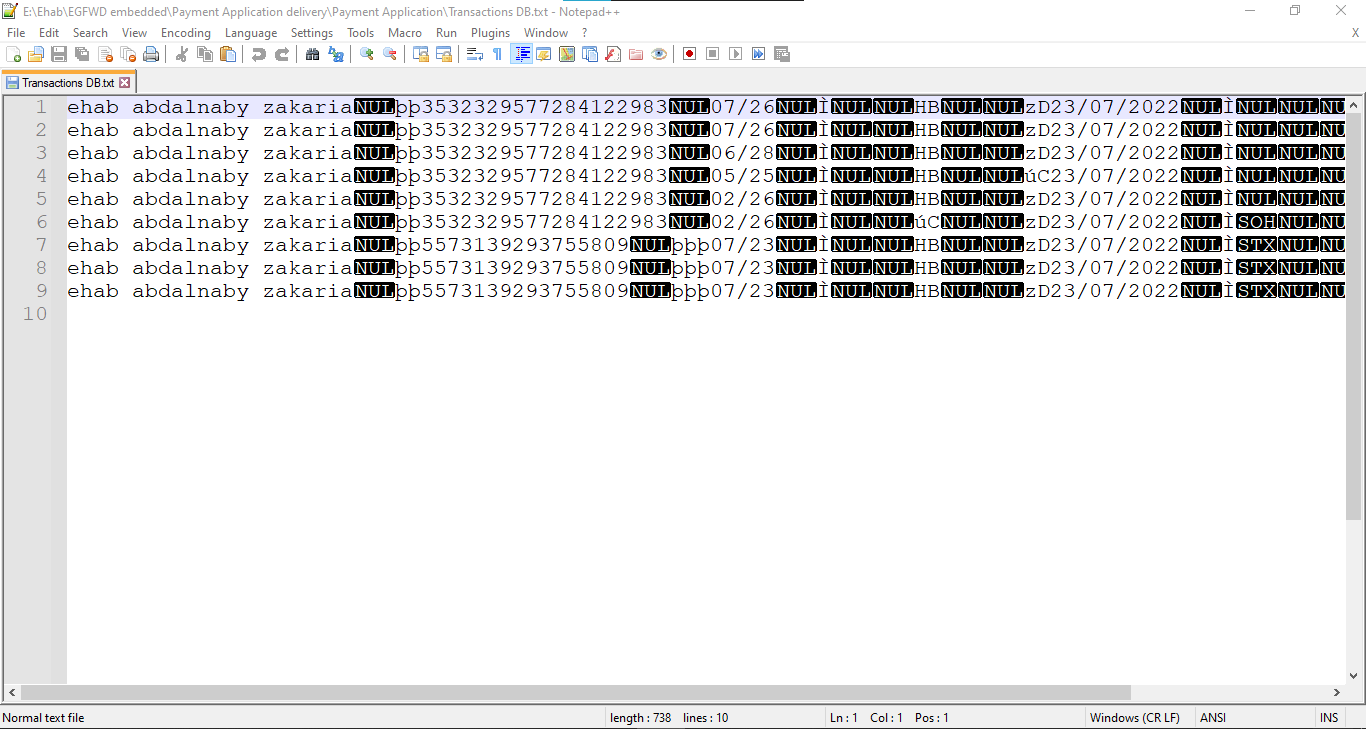 E:\Ehab\EGFWD embedded\Payment Application delivery\Payment Application\Transactions DB.txt - Notepad++
File Edit Search View Encoding Language Settings Tools Macro Run Plugins Window ? X
Transactions DB.txt
1 ehab abdalnaby zakariaNULþþ3532329577284122983NUL07/26NULÌNULNULHBNULNULzD23/07/2022NULÌNULNULNU
2 ehab abdalnaby zakariaNULþþ3532329577284122983NUL07/26NULÌNULNULHBNULNULzD23/07/2022NULÌNULNULNU
3 ehab abdalnaby zakariaNULþþ3532329577284122983NUL06/28NULÌNULNULHBNULNULzD23/07/2022NULÌNULNULNU
4 ehab abdalnaby zakariaNULþþ3532329577284122983NUL05/25NULÌNULNULHBNULNULúC23/07/2022NULÌNULNULNU
5 ehab abdalnaby zakariaNULþþ3532329577284122983NUL02/26NULÌNULNULHBNULNULzD23/07/2022NULÌNULNULNU
6 ehab abdalnaby zakariaNULþþ3532329577284122983NUL02/26NULÌNULNULúCNULNULzD23/07/2022NULÌSOHNULNU
7 ehab abdalnaby zakariaNULþþ5573139293755809NULþþþ07/23NULÌNULNULHBNULNULzD23/07/2022NULÌSTXNULNU
8 ehab abdalnaby zakariaNULþþ5573139293755809NULþþþ07/23NULÌNULNULHBNULNULzD23/07/2022NULÌSTXNULNU
9 ehab abdalnaby zakariaNULþþ5573139293755809NULþþþ07/23NULÌNULNULHBNULNULzD23/07/2022NULÌSTXNULNU
10
Normal text file length : 738 lines : 10 Ln : 1 Col : 1 Pos : 1 Windows (CR LF) ANSI INS